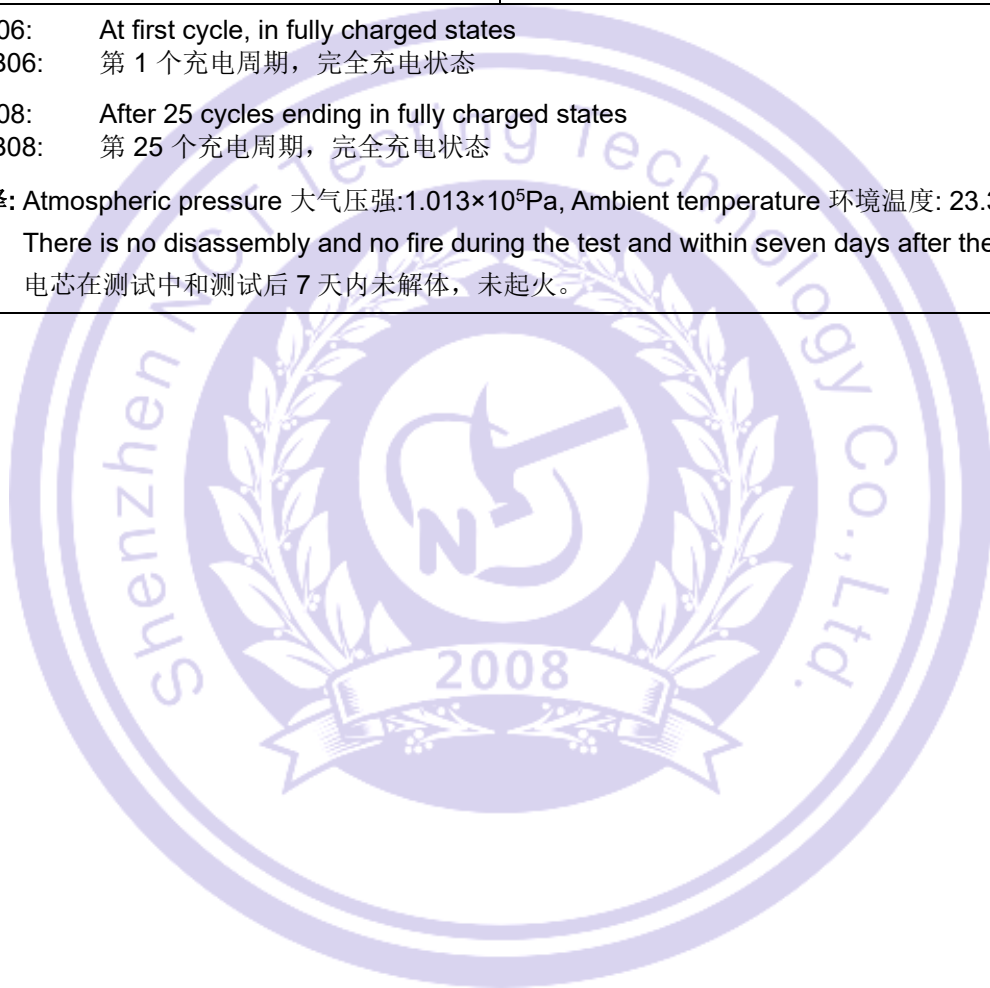 06: At first cycle, in fully charged states
306: 第 1 个充电周期，完全充电状态
08: After 25 cycles ending in fully charged states
308: 第 25 个充电周期，完全充电状态
: Atmospheric pressure 大气压强:1.013×10⁵Pa, Ambient temperature 环境温度: 23.3
There is no disassembly and no fire during the test and within seven days after the
电芯在测试中和测试后 7 天内未解体，未起火。
Shenzhen NCT Testing Technology Co., Ltd.
N
2008